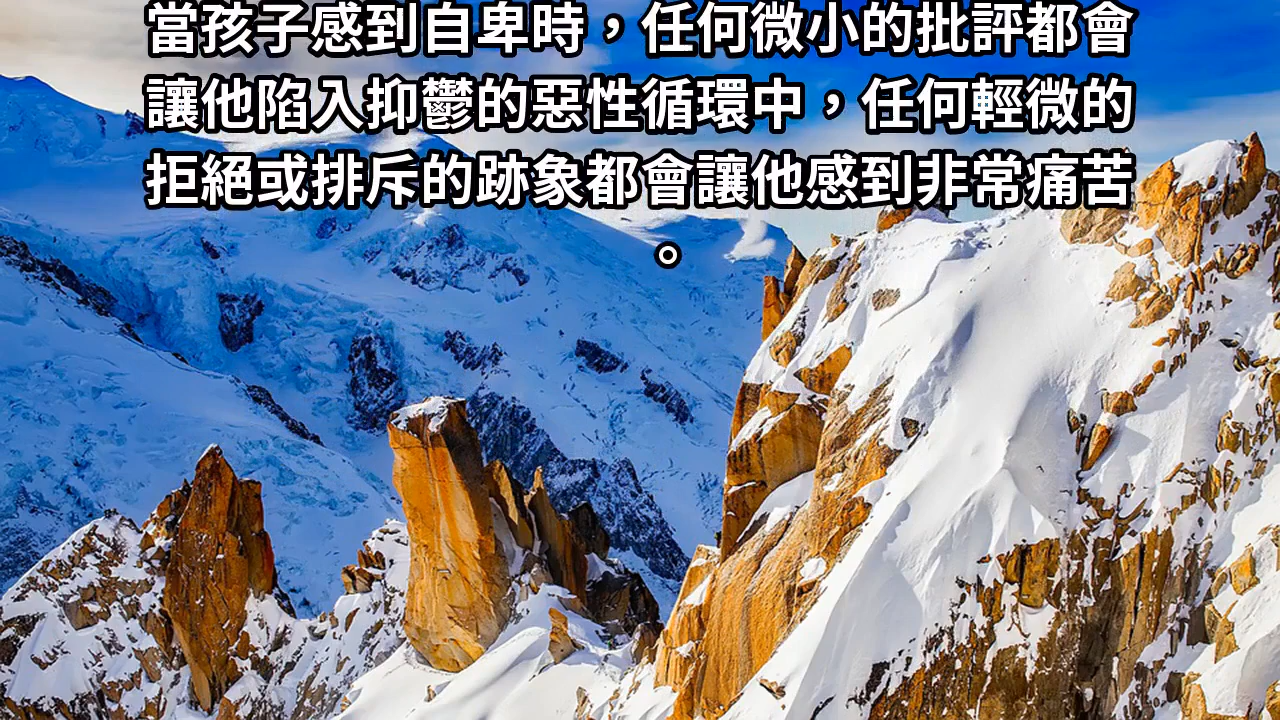 當孩子感到自卑時，任何微小的批評都會
讓他陷入抑鬱的惡性循環中，任何輕微的
拒絕或排斥的跡象都會讓他感到非常痛苦
。